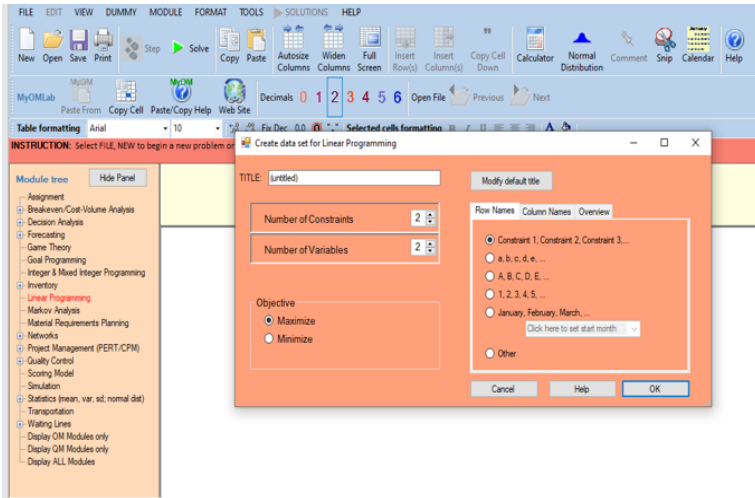 FILE EDIT VIEW DUMMY MODULE FORMAT TOOLS SOLUTIONS HELP
New Open Save Print Step Solve Copy Paste Autosize Columns Widen Columns Full Screen Insert Row(s) Insert Column(s) Copy Cell Down Calculator Normal Distribution Comment Snip Calendar Help
MyOMLab MyOM Paste From Copy Cell MyOM Paste/Copy Help Web Site Decimals 0 1 2 3 4 5 6 Open File Previous Next
Table formatting Arial 10 Fix Dec 0.0 Selected cells formatting B I U A
INSTRUCTION: Select FILE, NEW to begin a new problem or
Create data set for Linear Programming
Module tree Hide Panel
Assignment
Breakeven/Cost-Volume Analysis
Decision Analysis
Forecasting
Game Theory
Goal Programming
Integer & Mixed Integer Programming
Inventory
Linear Programming
Markov Analysis
Material Requirements Planning
Networks
Project Management (PERT/CPM)
Quality Control
Scoring Model
Simulation
Statistics (mean, var, sd; normal dist)
Transportation
Waiting Lines
Display OM Modules only
Display QM Modules only
Display ALL Modules
TITLE: (untitled)
Modify default title
Number of Constraints 2
Number of Variables 2
Objective
Maximize
Minimize
Row Names Column Names Overview
Constraint 1, Constraint 2, Constraint 3,...
a, b, c, d, e, ...
A, B, C, D, E, ...
1, 2, 3, 4, 5, ...
January, February, March, ...
Click here to set start month
Other
Cancel Help OK